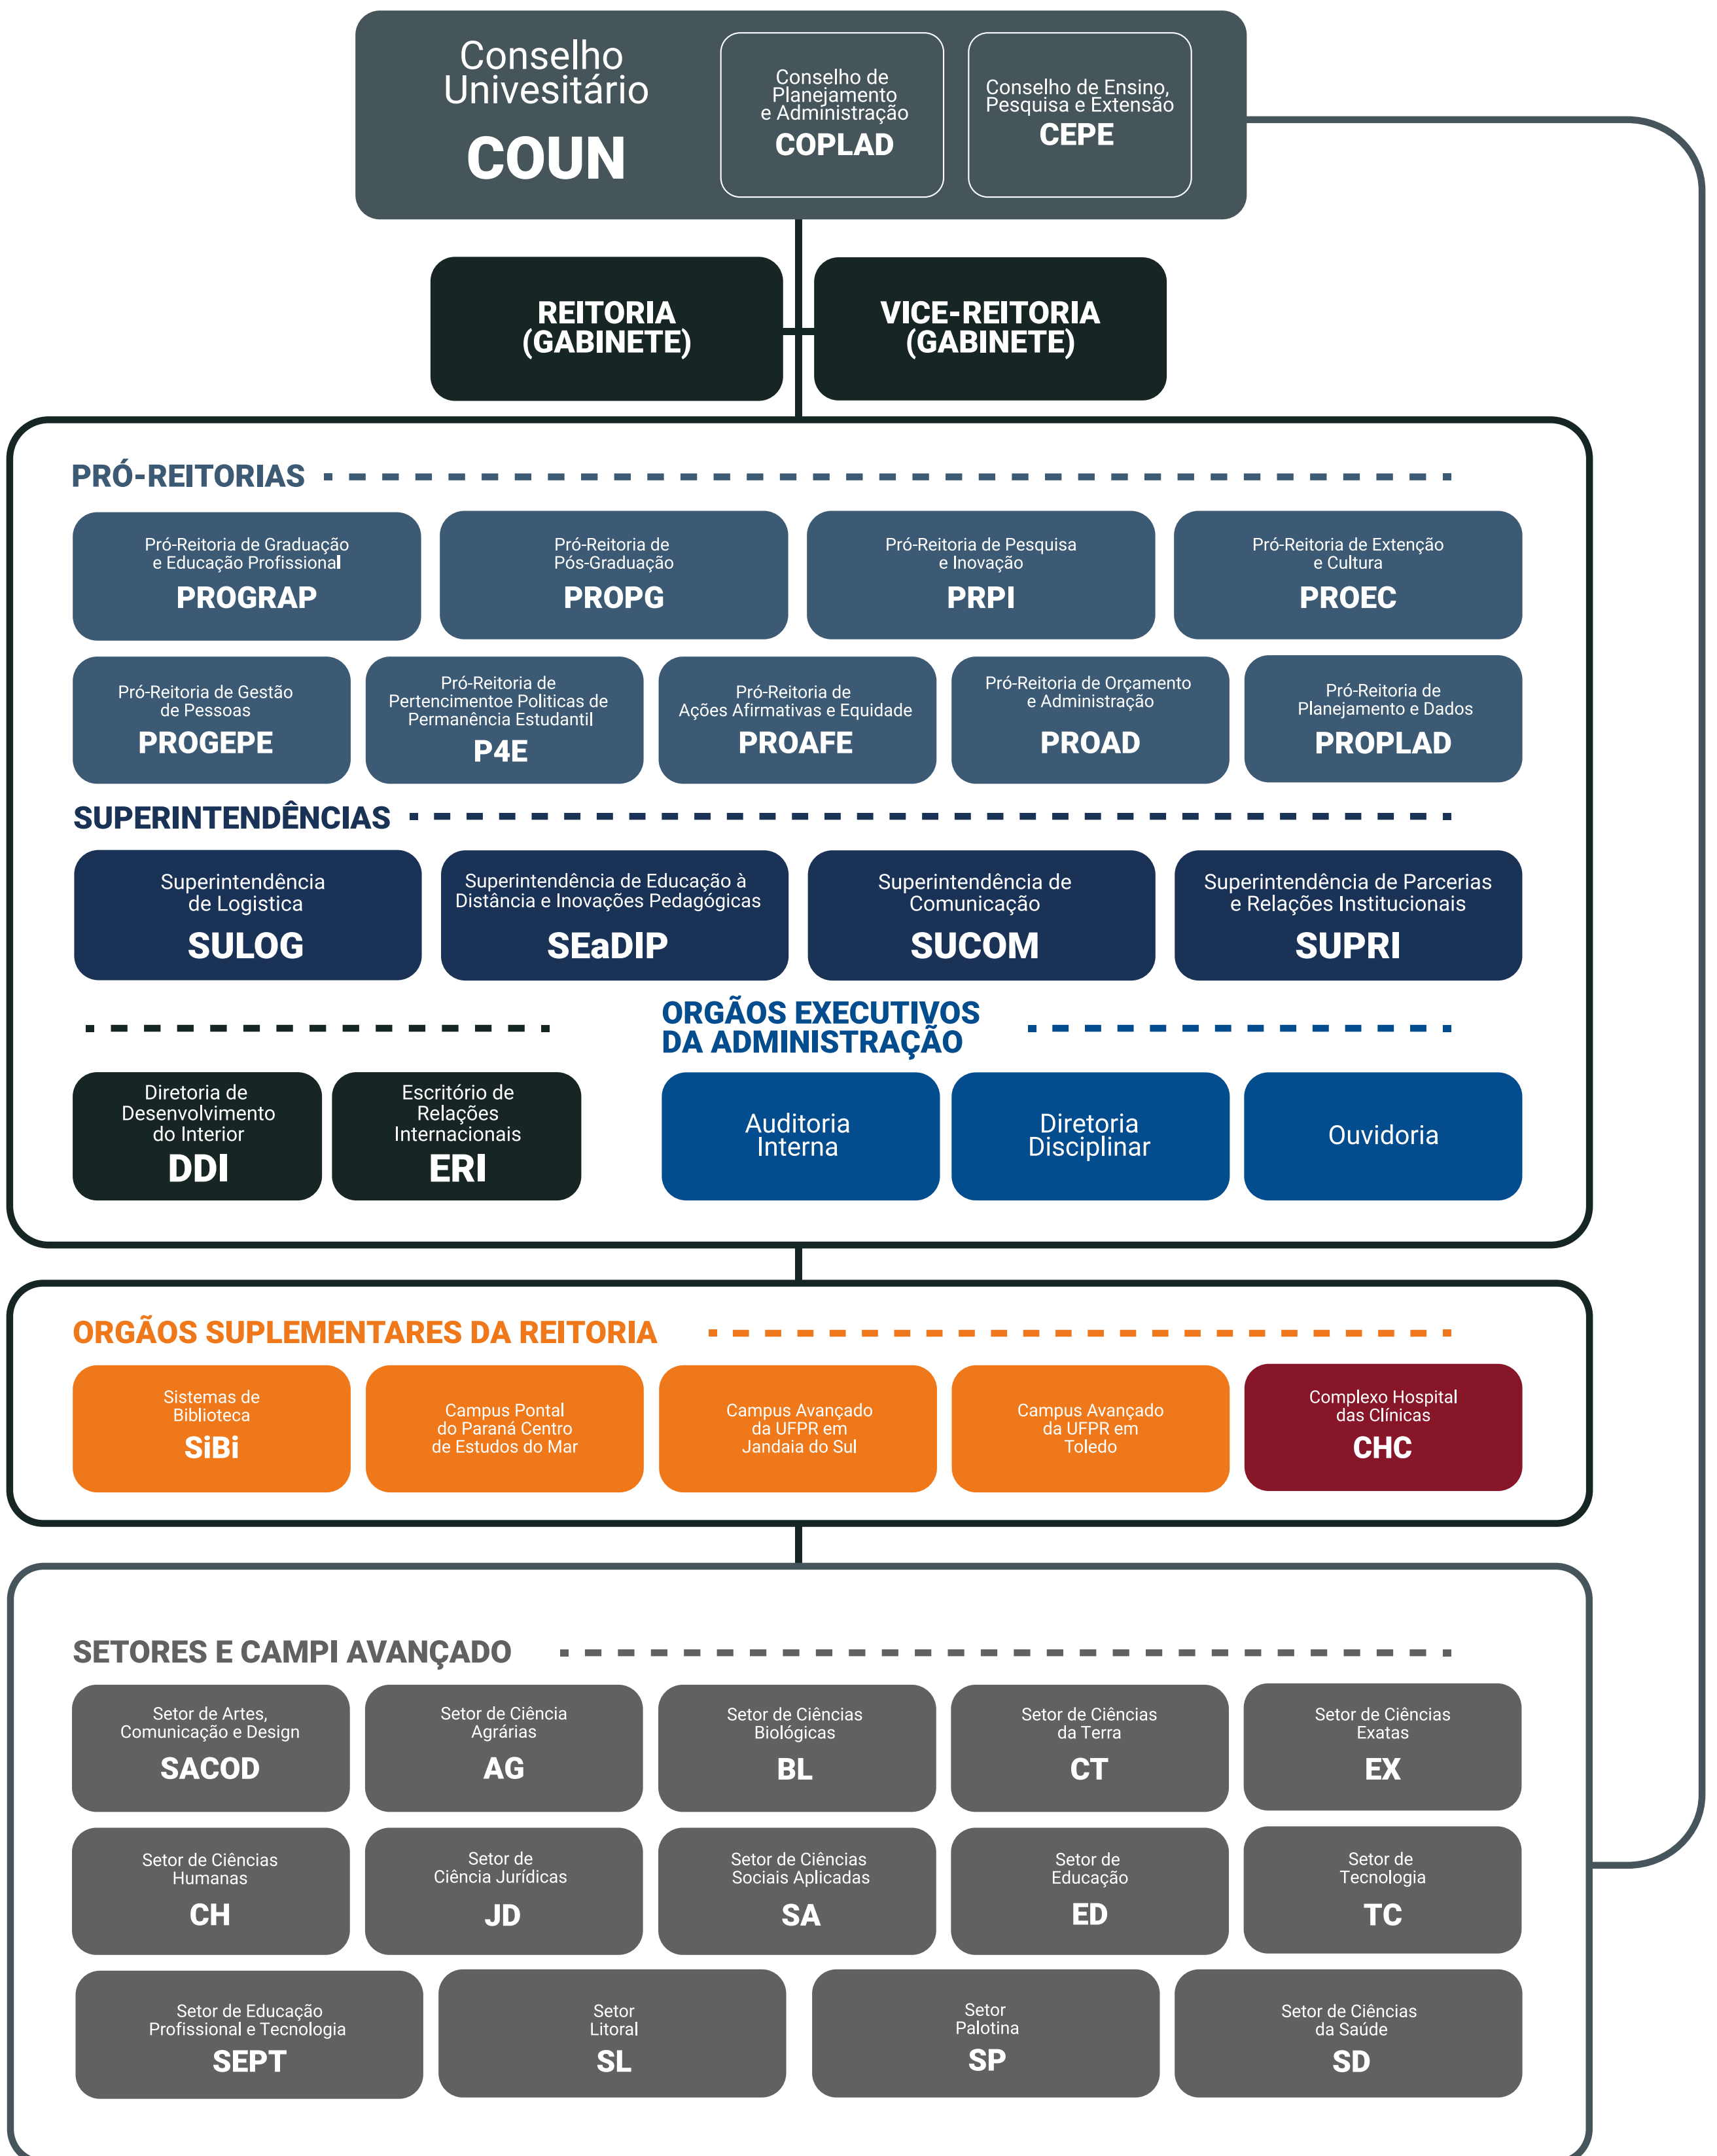 Conselho
Univesitário
COUN
Conselho de
Planejamento
e Administração
COPLAD
Conselho de Ensino,
Pesquisa e Extensão
CEPE
REITORIA
(GABINETE)
VICE-REITORIA
(GABINETE)
PRÓ-REITORIAS
Pró-Reitoria de Graduação
e Educação Profissional
PROGRAP
Pró-Reitoria de
Pós-Graduação
PROPG
Pró-Reitoria de Pesquisa
e Inovação
PRPI
Pró-Reitoria de Extenção
e Cultura
PROEC
Pró-Reitoria de Gestão
de Pessoas
PROGEPE
Pró-Reitoria de
Pertencimentoe Politicas de
Permanência Estudantil
P4E
Pró-Reitoria de
Ações Afirmativas e Equidade
PROAFE
Pró-Reitoria de Orçamento
e Administração
PROAD
Pró-Reitoria de
Planejamento e Dados
PROPLAD
SUPERINTENDÊNCIAS
Superintendência
de Logistica
SULOG
Superintendência de Educação à
Distância e Inovações Pedagógicas
SEaDIP
Superintendência de
Comunicação
SUCOM
Superintendência de Parcerias
e Relações Institucionais
SUPRI
Diretoria de
Desenvolvimento
do Interior
DDI
Escritório de
Relações
Internacionais
ERI
ORGÃOS EXECUTIVOS
DA ADMINISTRAÇÃO
Auditoria
Interna
Diretoria
Disciplinar
Ouvidoria
ORGÃOS SUPLEMENTARES DA REITORIA
Sistemas de
Biblioteca
SiBi
Campus Pontal
do Paraná Centro
de Estudos do Mar
Campus Avançado
da UFPR em
Jandaia do Sul
Campus Avançado
da UFPR em
Toledo
Complexo Hospital
das Clínicas
CHC
SETORES E CAMPI AVANÇADO
Setor de Artes,
Comunicação e Design
SACOD
Setor de Ciência
Agrárias
AG
Setor de Ciências
Biológicas
BL
Setor de Ciências
da Terra
CT
Setor de Ciências
Exatas
EX
Setor de Ciências
Humanas
CH
Setor de
Ciência Jurídicas
JD
Setor de Ciências
Sociais Aplicadas
SA
Setor de
Educação
ED
Setor de
Tecnologia
TC
Setor de Educação
Profissional e Tecnologia
SEPT
Setor
Litoral
SL
Setor
Palotina
SP
Setor de Ciências
da Saúde
SD